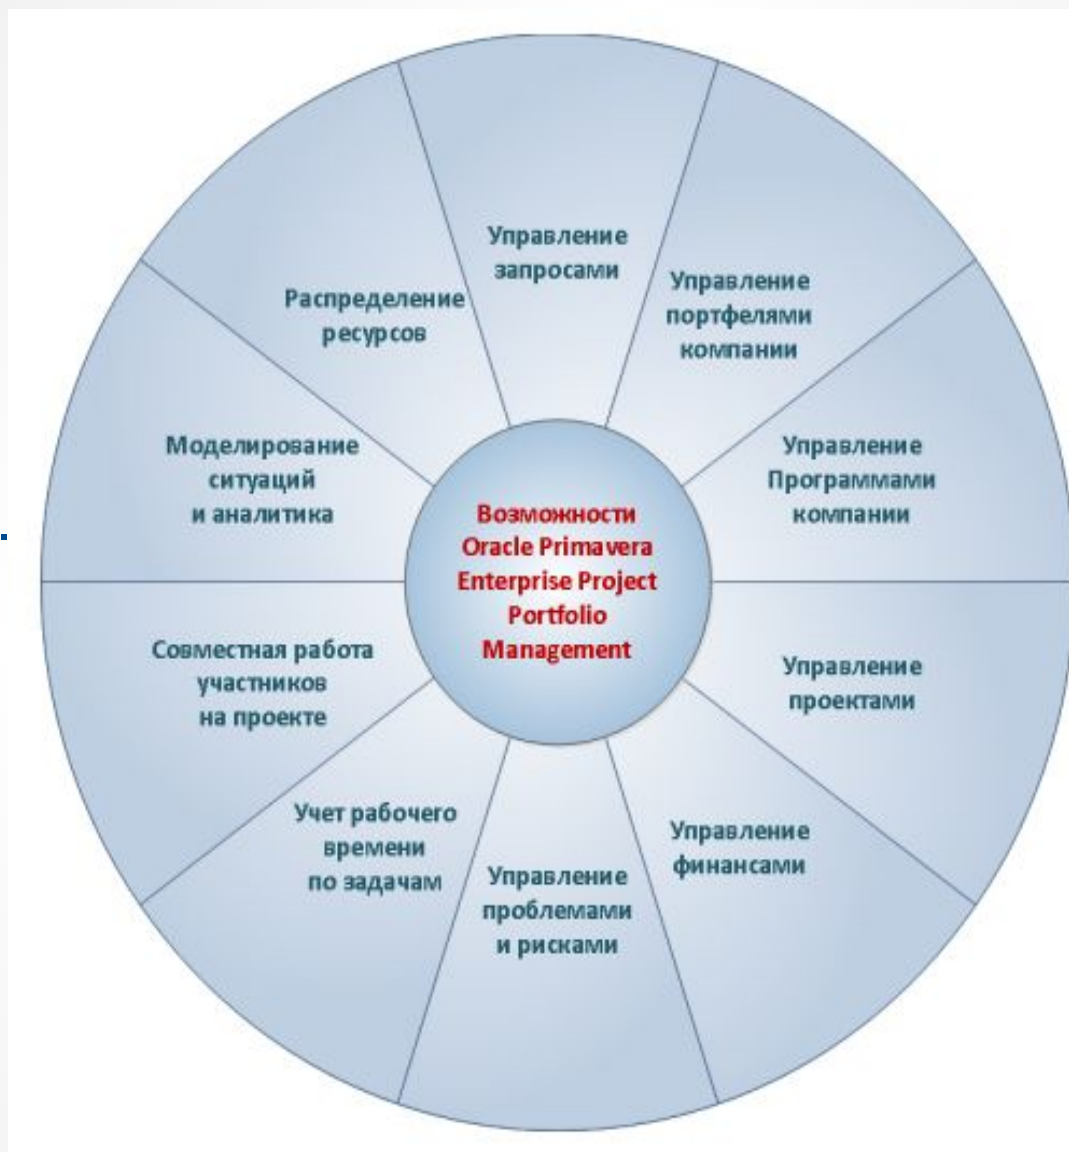 Управление
запросами
Управление
портфелями
компании
Управление
Программами
компании
Управление
проектами
Управление
финансами
Управление
проблемами
и рисками
Учет рабочего
времени
по задачам
Совместная работа
участников
на проекте
Моделирование
ситуаций
и аналитика
Распределение
ресурсов
Возможности
Oracle Primavera
Enterprise Project
Portfolio
Management